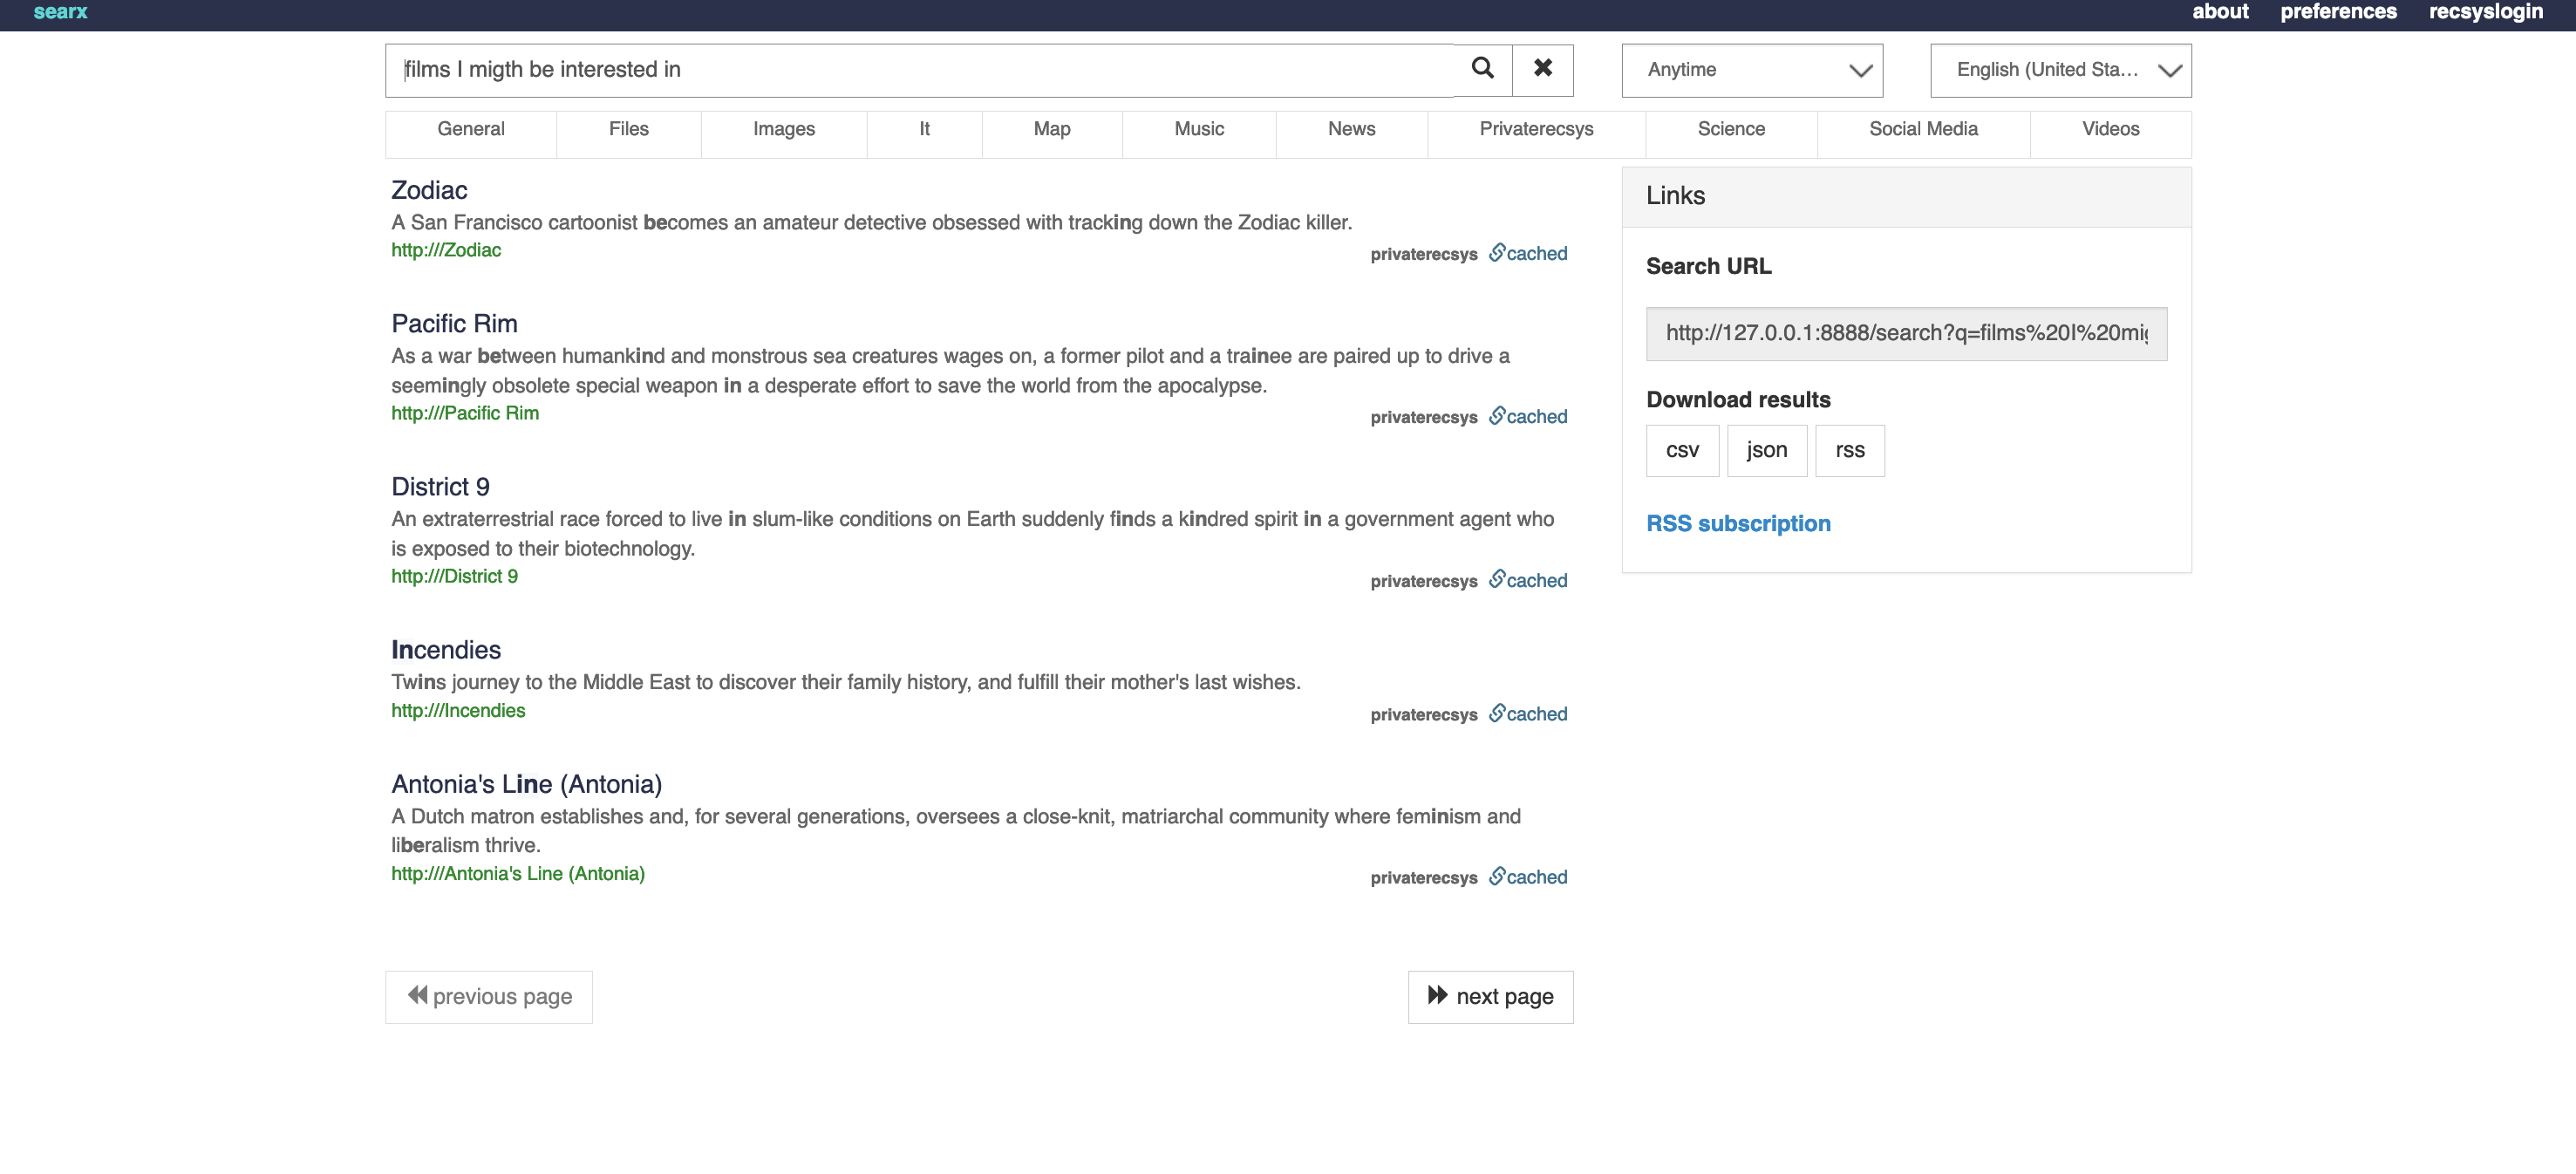 searx
about preferences recsyslogin
films I migth be interested in
Anytime
English (United Sta...
General Files Images It Map Music News Privaterecsys Science Social Media Videos
Zodiac
A San Francisco cartoonist becomes an amateur detective obsessed with tracking down the Zodiac killer.
http:///Zodiac
privaterecsys cached
Pacific Rim
As a war between humankind and monstrous sea creatures wages on, a former pilot and a trainee are paired up to drive a
seemingly obsolete special weapon in a desperate effort to save the world from the apocalypse.
http:///Pacific Rim
privaterecsys cached
District 9
An extraterrestrial race forced to live in slum-like conditions on Earth suddenly finds a kindred spirit in a government agent who
is exposed to their biotechnology.
http:///District 9
privaterecsys cached
Incendies
Twins journey to the Middle East to discover their family history, and fulfill their mother's last wishes.
http:///Incendies
privaterecsys cached
Antonia's Line (Antonia)
A Dutch matron establishes and, for several generations, oversees a close-knit, matriarchal community where feminism and
liberalism thrive.
http:///Antonia's Line (Antonia)
privaterecsys cached
previous page
next page
Links
Search URL
http://127.0.0.1:8888/search?q=films%20I%20mig
Download results
csv json rss
RSS subscription